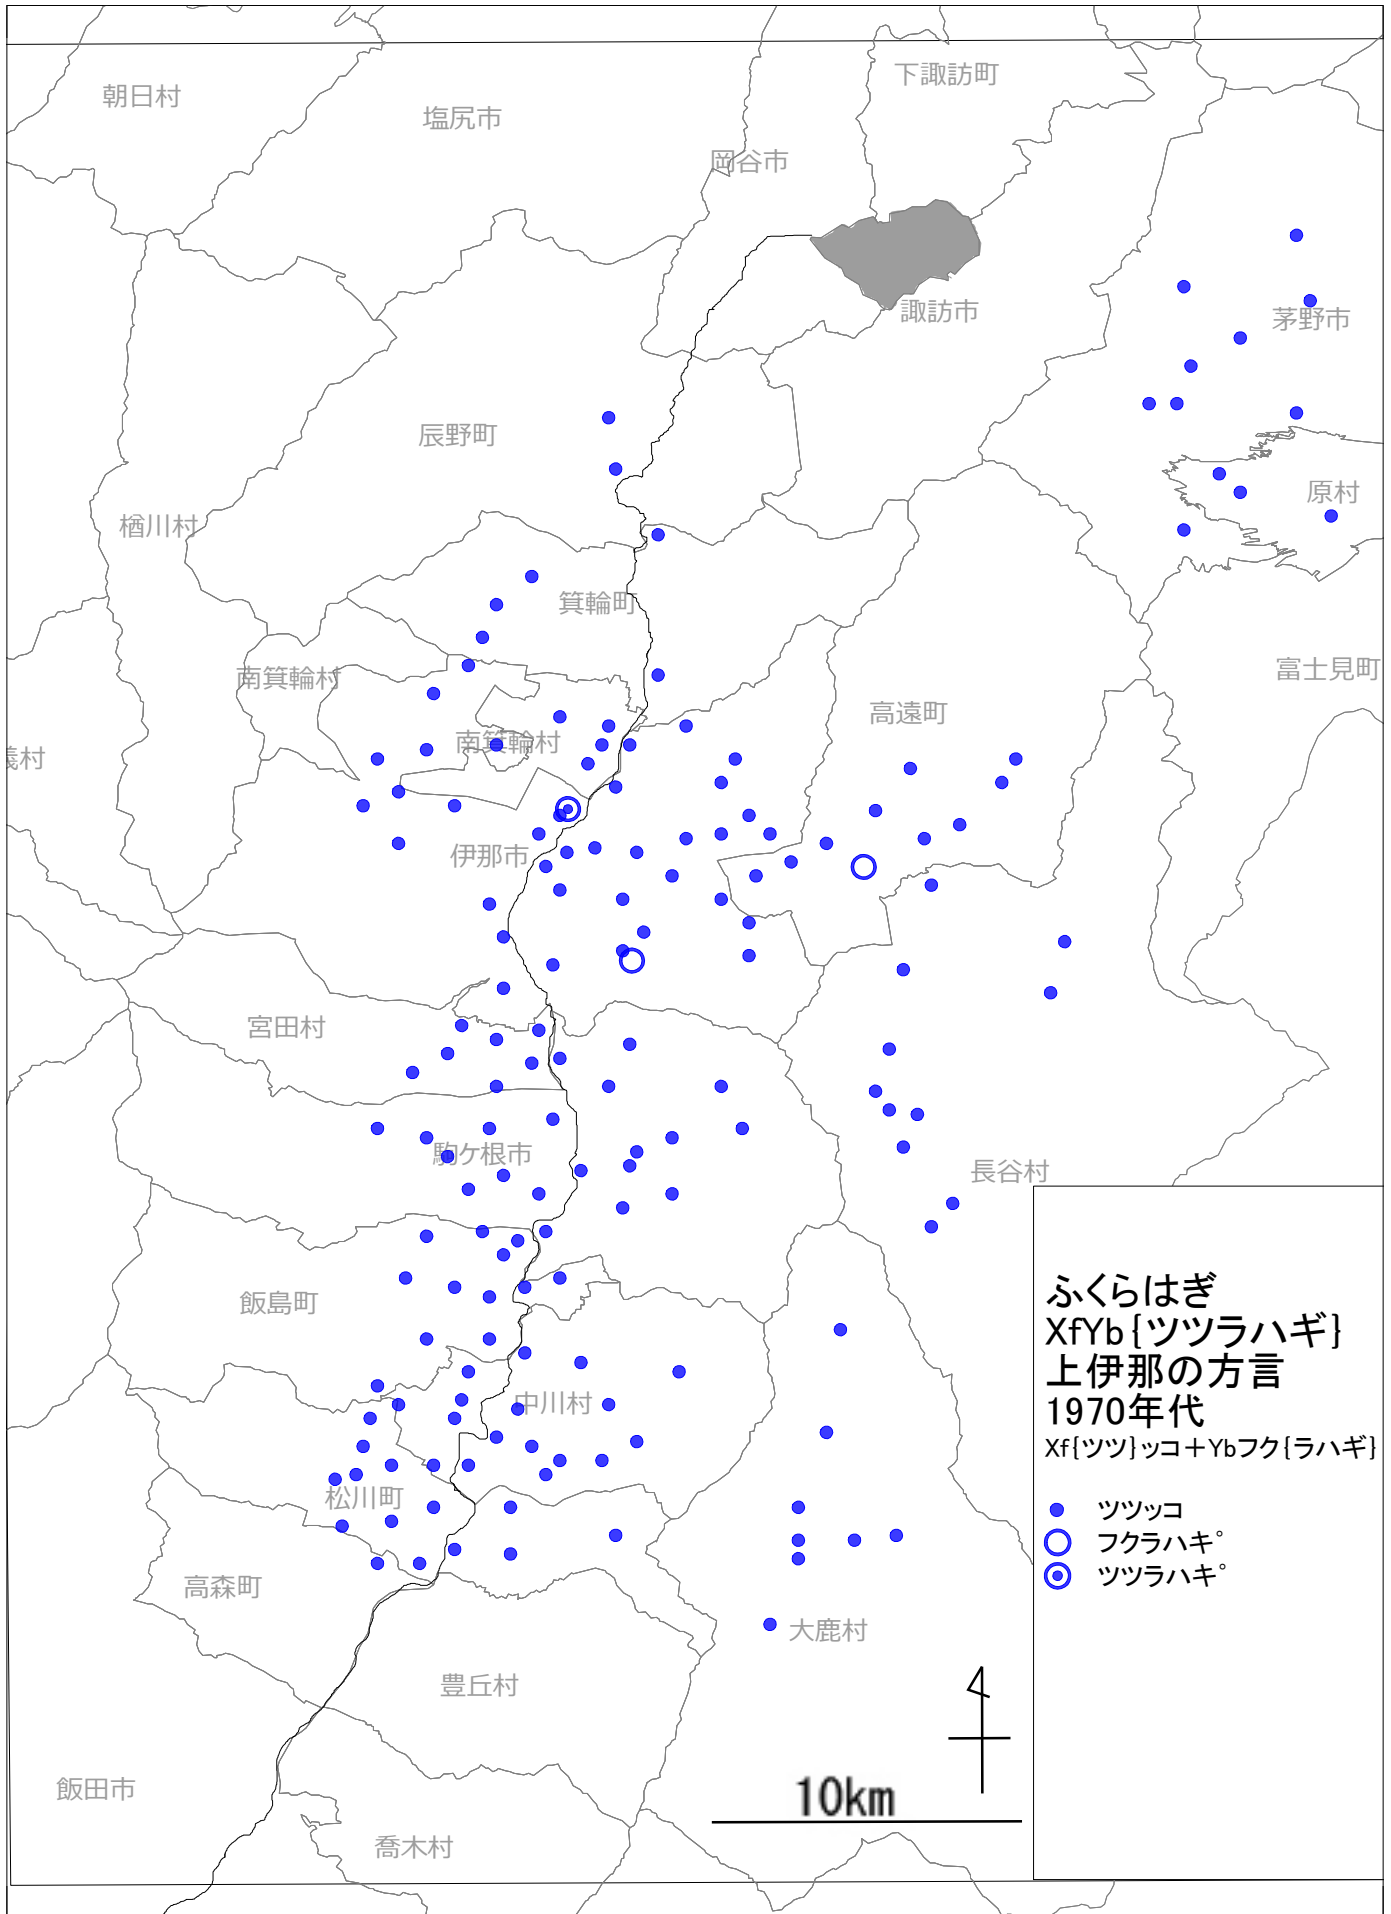 下諏訪町
朝日村
塩尻市
岡谷市
諏訪市
茅野市
辰野町
原村
楢川村
箕輪町
南箕輪村
富士見町
高遠町
南箕輪村
義村
伊那市
宮田村
駒ケ根市
長谷村
飯島町
中川村
松川町
高森町
大鹿村
豊丘村
飯田市
喬木村
10km
ふくらはぎ
XfYb{ツツラハギ}
上伊那の方言
1970年代
Xf{ツツ}ッコ＋Ybフク{ラハギ}
ツツッコ
フクラハキ°
ツツラハキ°